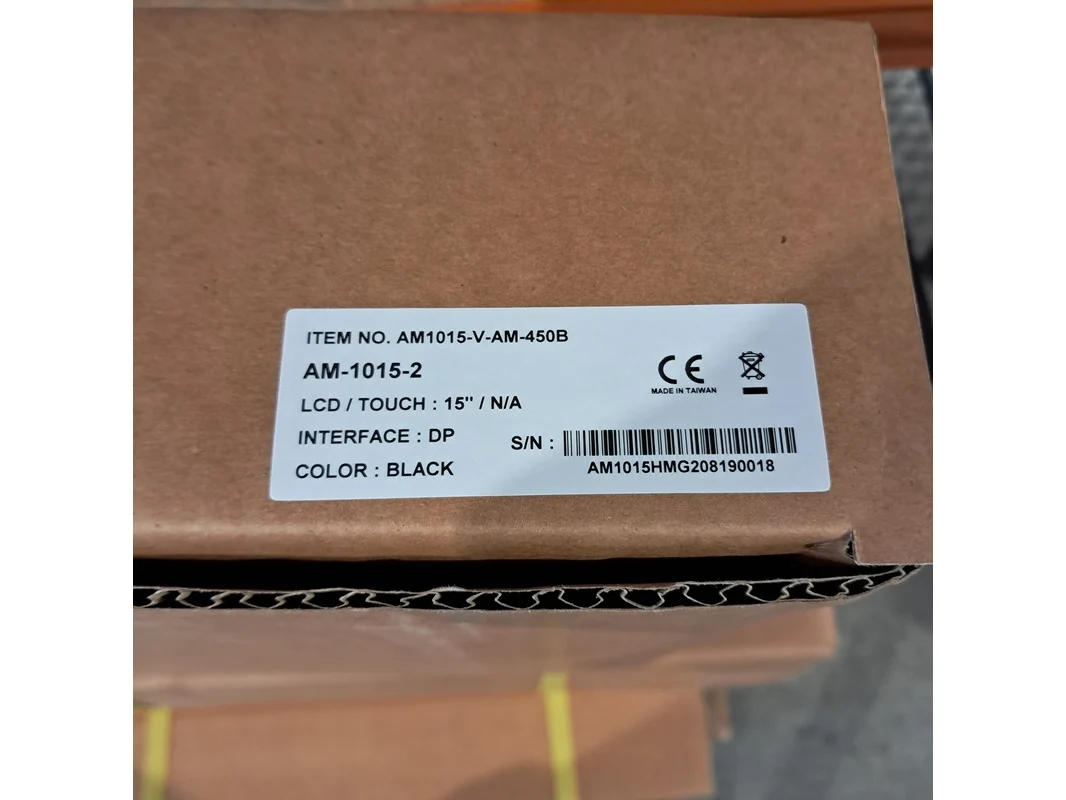 ITEM NO. AM1015-V-AM-450B
AM-1015-2
LCD / TOUCH : 15" / N/A
INTERFACE : DP
COLOR : BLACK
CE
MADE IN TAIWAN
S/N :
AM1015HMG208190018